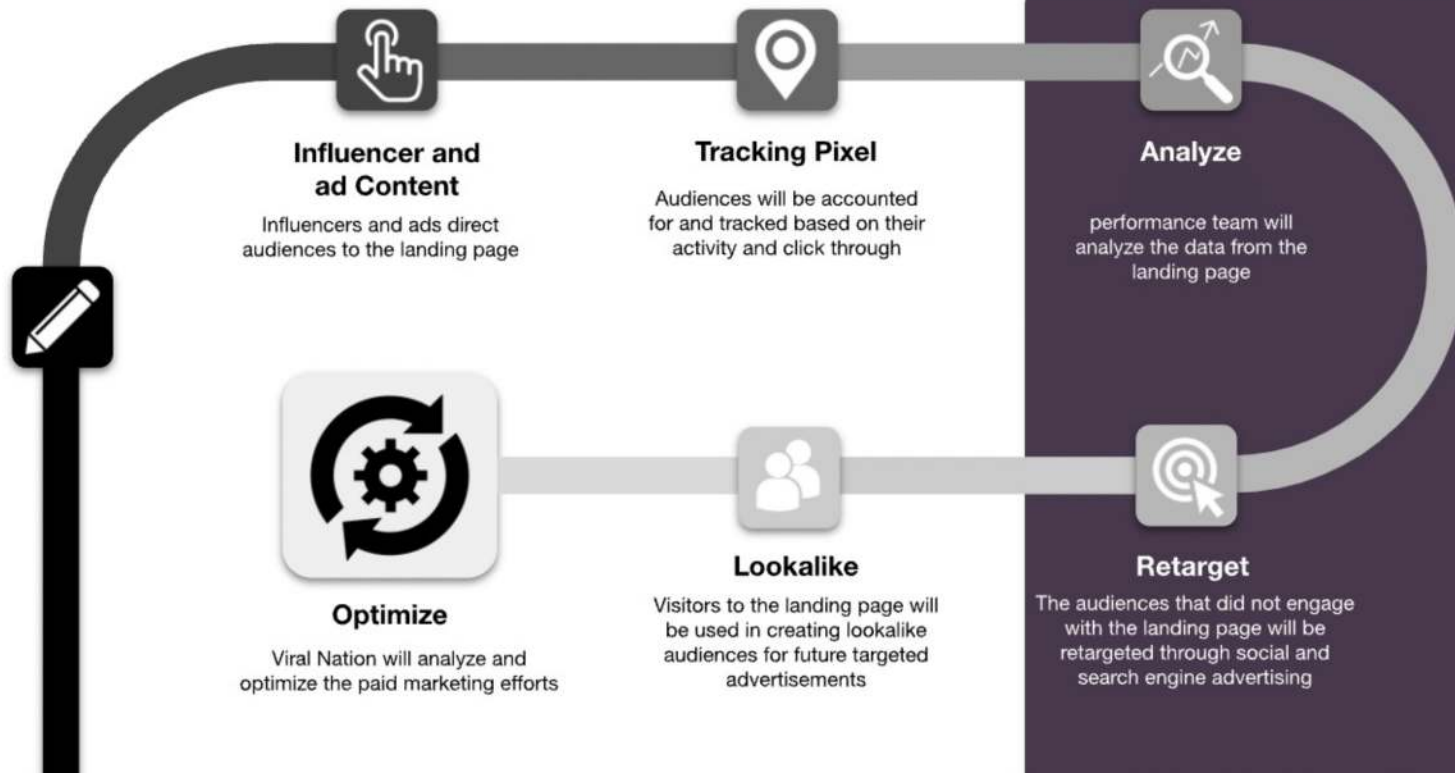 Influencer and
ad Content
Influencers and ads direct
audiences to the landing page
Tracking Pixel
Audiences will be accounted
for and tracked based on their
activity and click through
Analyze
performance team will
analyze the data from the
landing page
Optimize
Viral Nation will analyze and
optimize the paid marketing efforts
Lookalike
Visitors to the landing page will
be used in creating lookalike
audiences for future targeted
advertisements
Retarget
The audiences that did not engage
with the landing page will be
retargeted through social and
search engine advertising